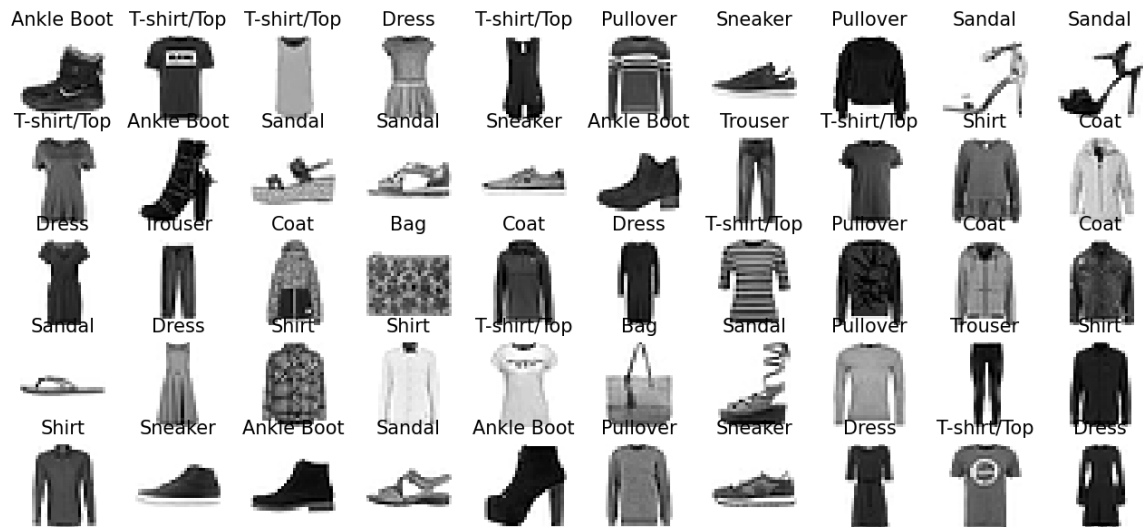 Ankle Boot T-shirt/Top T-shirt/Top Dress T-shirt/Top Pullover Sneaker Pullover Sandal Sandal
T-shirt/Top Ankle Boot Sandal Sandal Sneaker Ankle Boot Trouser T-shirt/Top Shirt Coat
Dress Trouser Coat Bag Coat Dress T-shirt/Top Pullover Coat Coat
Sandal Dress Shirt Shirt T-shirt/Top Bag Sandal Pullover Trouser Shirt
Shirt Sneaker Ankle Boot Sandal Ankle Boot Pullover Sneaker Dress T-shirt/Top Dress